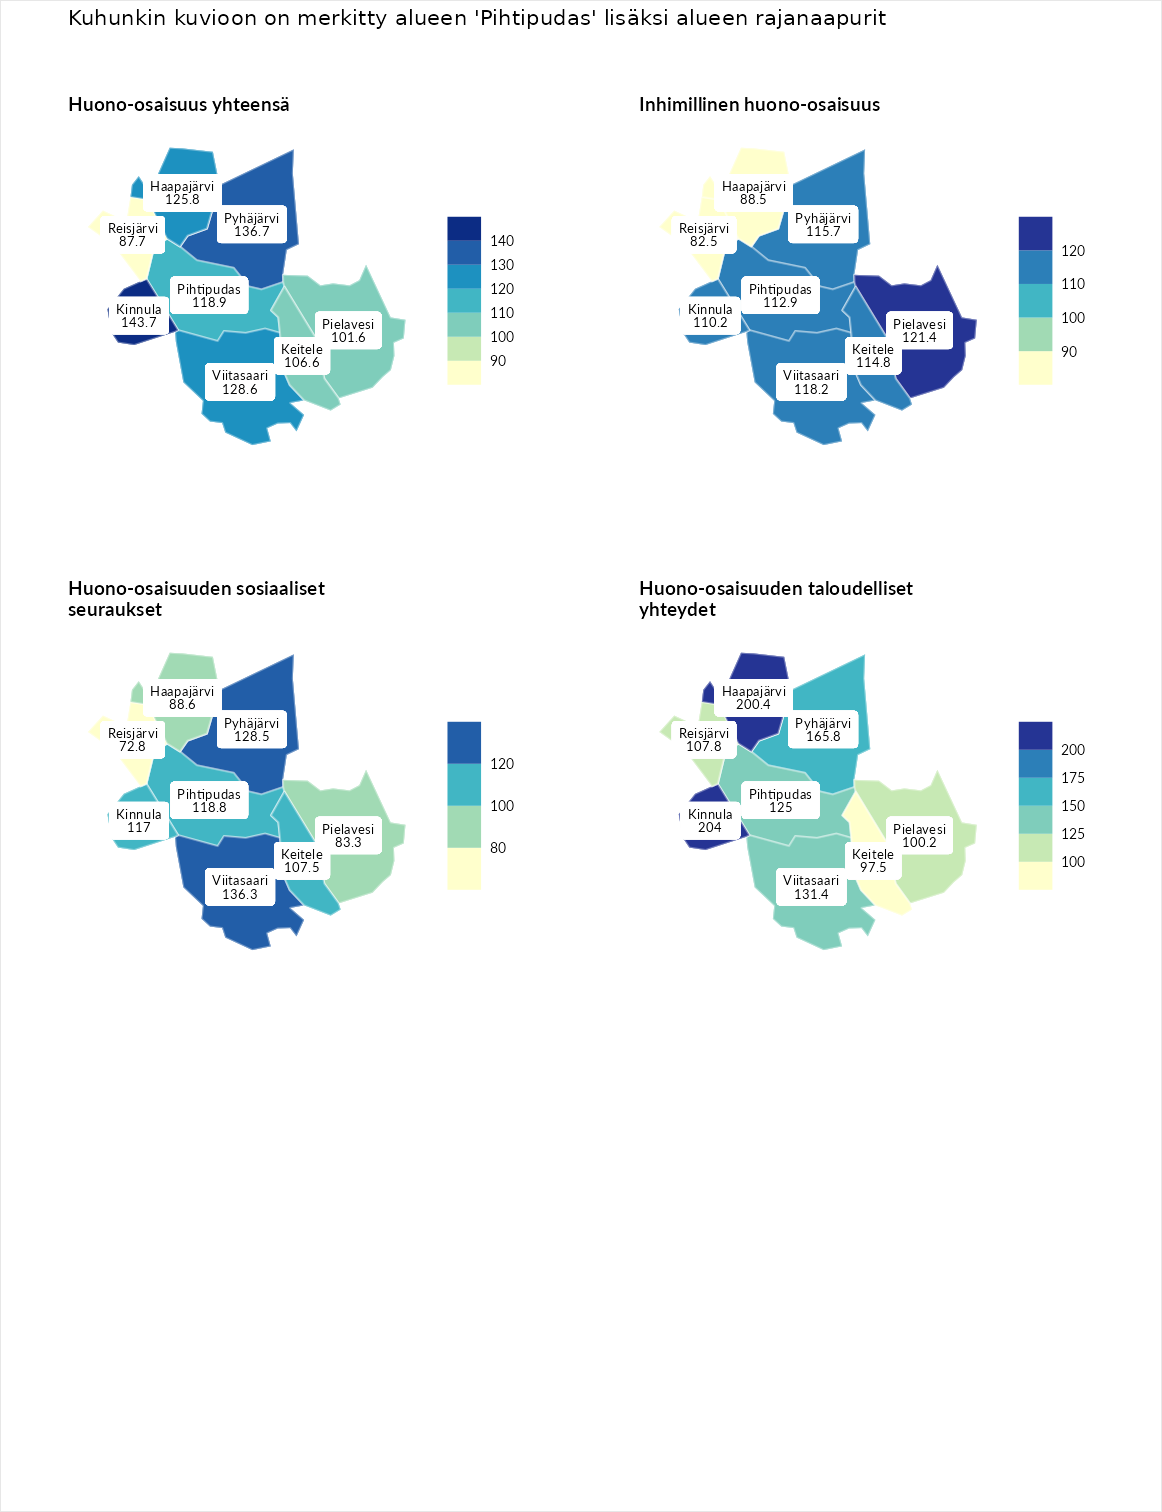 Kuhunkin kuvioon on merkitty alueen 'Pihtipudas' lisäksi alueen rajanaapurit
Huono-osaisuus yhteensä
Haapajärvi
125.8
Pyhäjärvi
136.7
Reisjärvi
87.7
Pihtipudas
118.9
Kinnula
143.7
Pielavesi
101.6
Keitele
106.6
Viitasaari
128.6
140
130
120
110
100
90
Inhimillinen huono-osaisuus
Haapajärvi
88.5
Pyhäjärvi
115.7
Reisjärvi
82.5
Pihtipudas
112.9
Kinnula
110.2
Pielavesi
121.4
Keitele
114.8
Viitasaari
118.2
120
110
100
90
Huono-osaisuuden sosiaaliset
seuraukset
Haapajärvi
88.6
Pyhäjärvi
128.5
Reisjärvi
72.8
Pihtipudas
118.8
Kinnula
117
Pielavesi
83.3
Keitele
107.5
Viitasaari
136.3
120
100
80
Huono-osaisuuden taloudelliset
yhteydet
Haapajärvi
200.4
Pyhäjärvi
165.8
Reisjärvi
107.8
Pihtipudas
125
Kinnula
204
Pielavesi
100.2
Keitele
97.5
Viitasaari
131.4
200
175
150
125
100